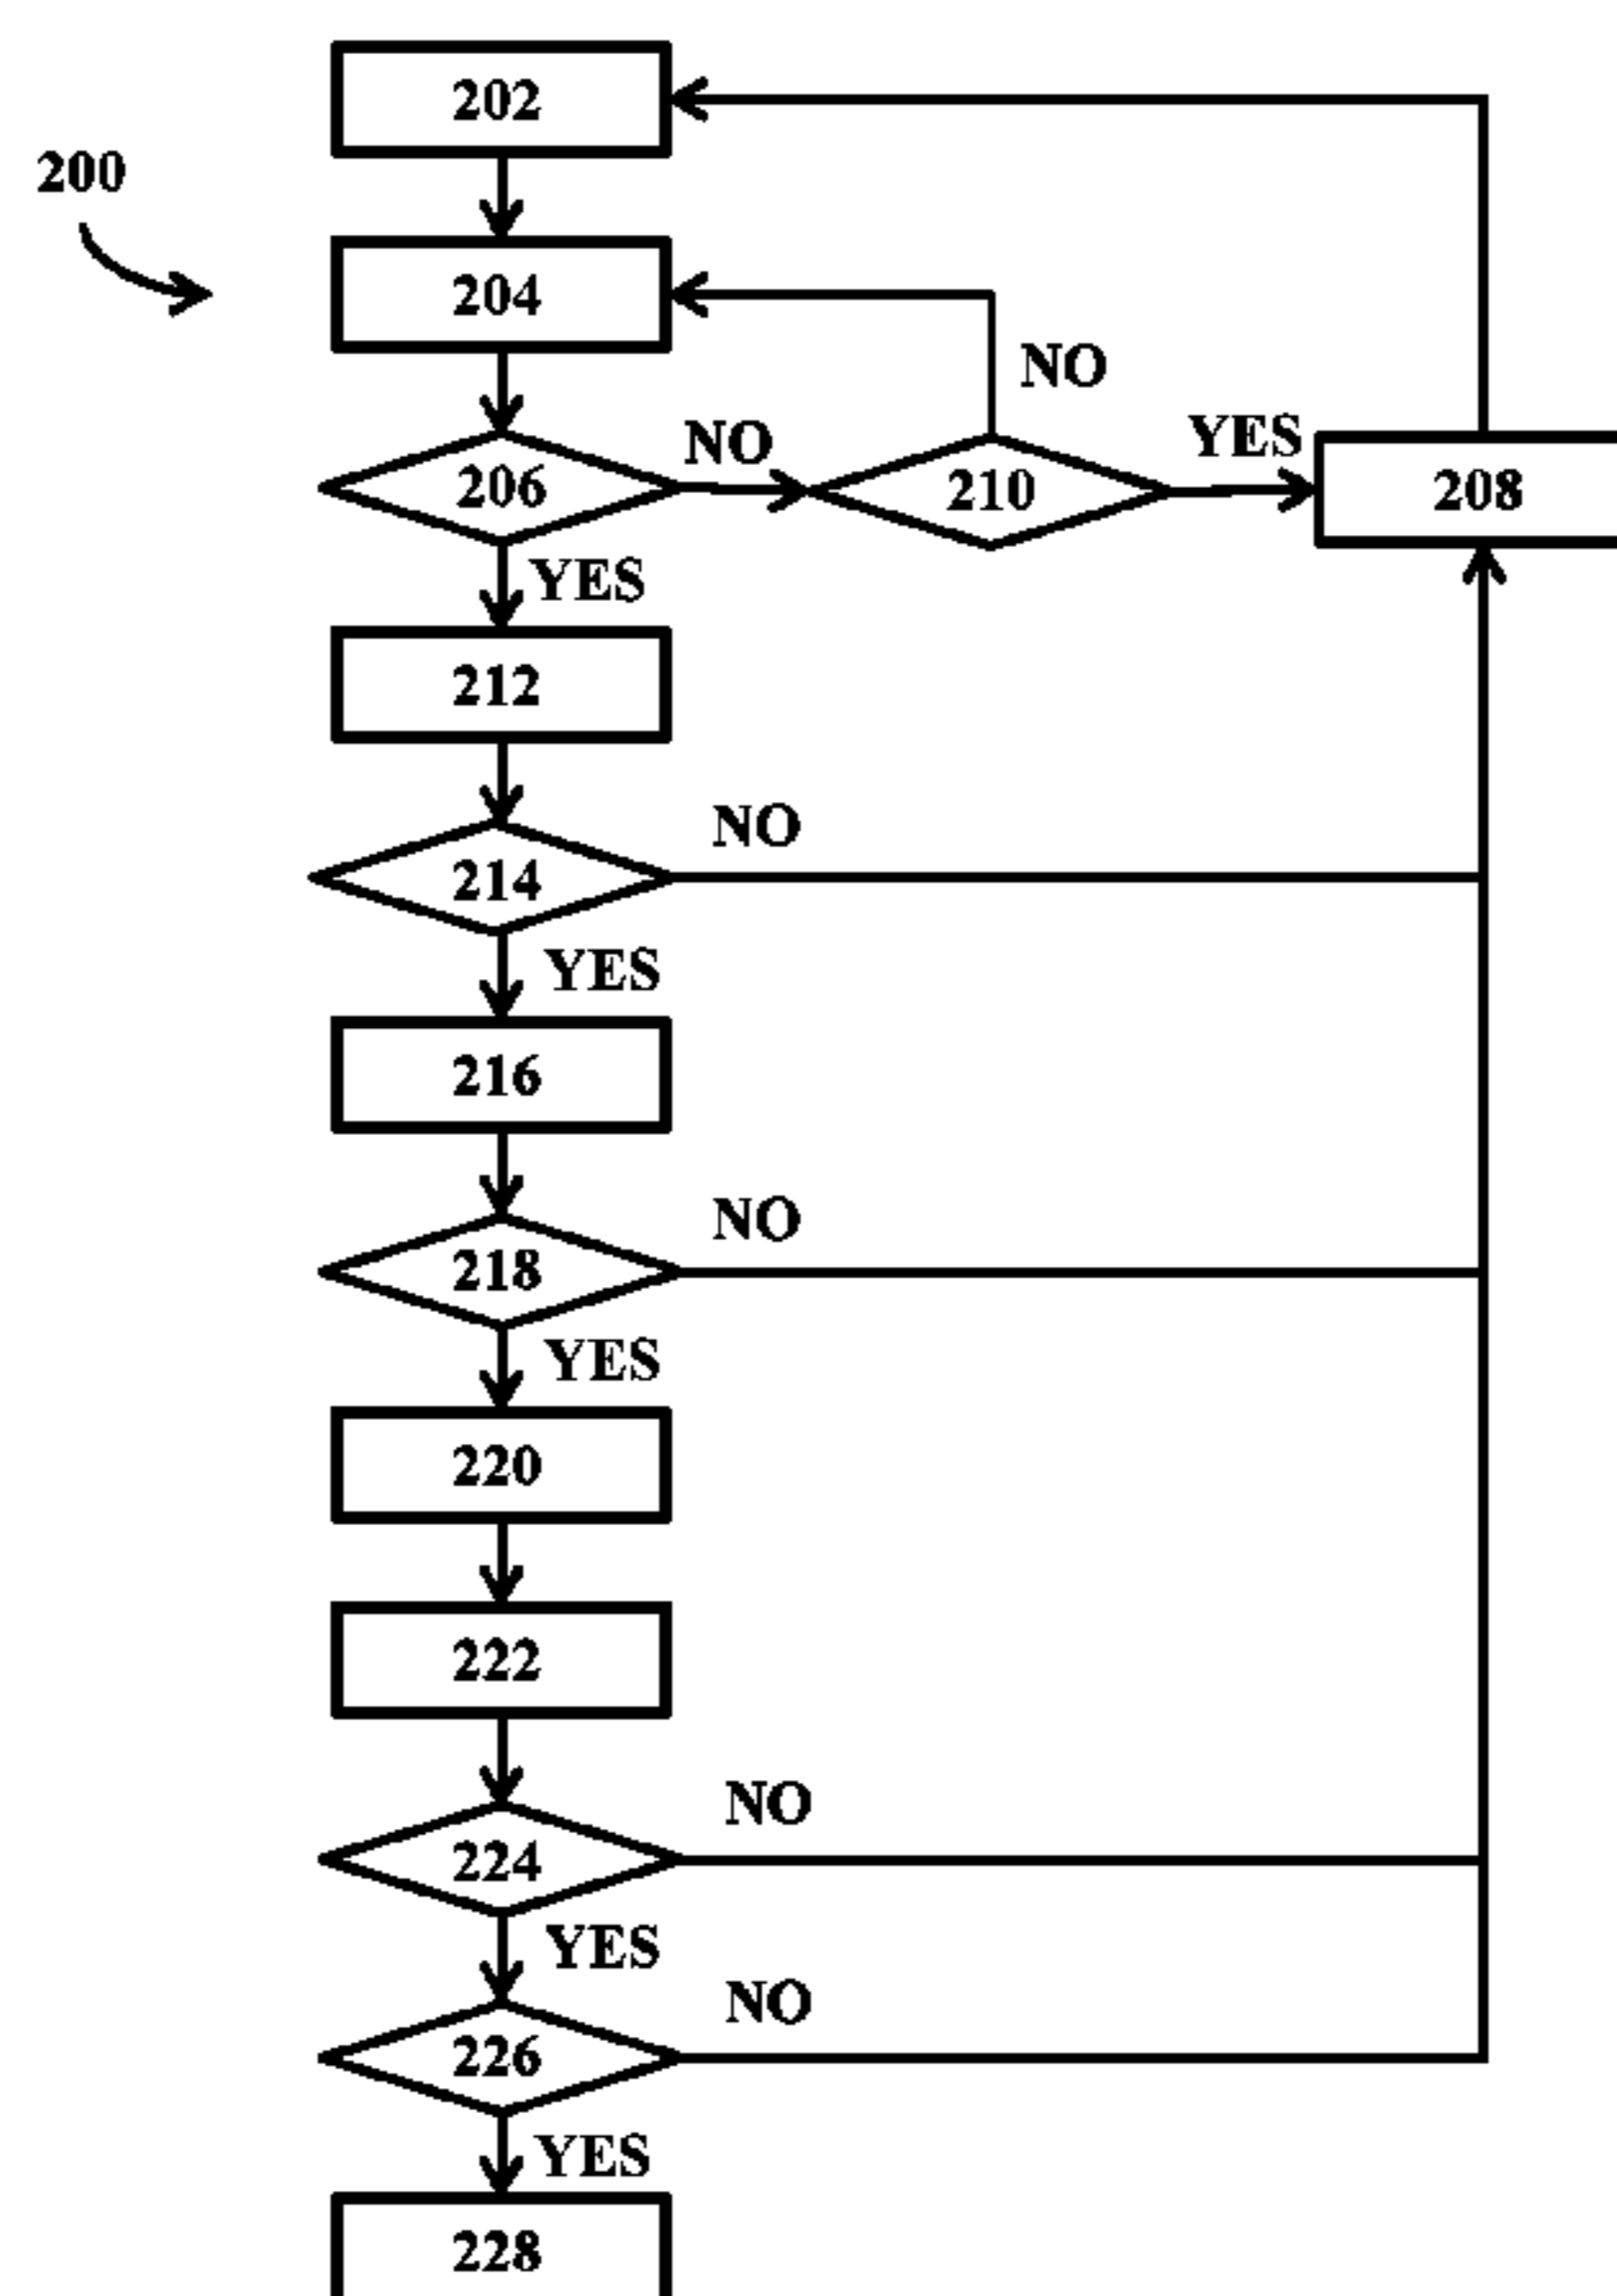 202
200
204
NO
206
NO
210
YES
208
YES
212
NO
214
YES
216
NO
218
YES
220
222
NO
224
YES
NO
226
YES
228